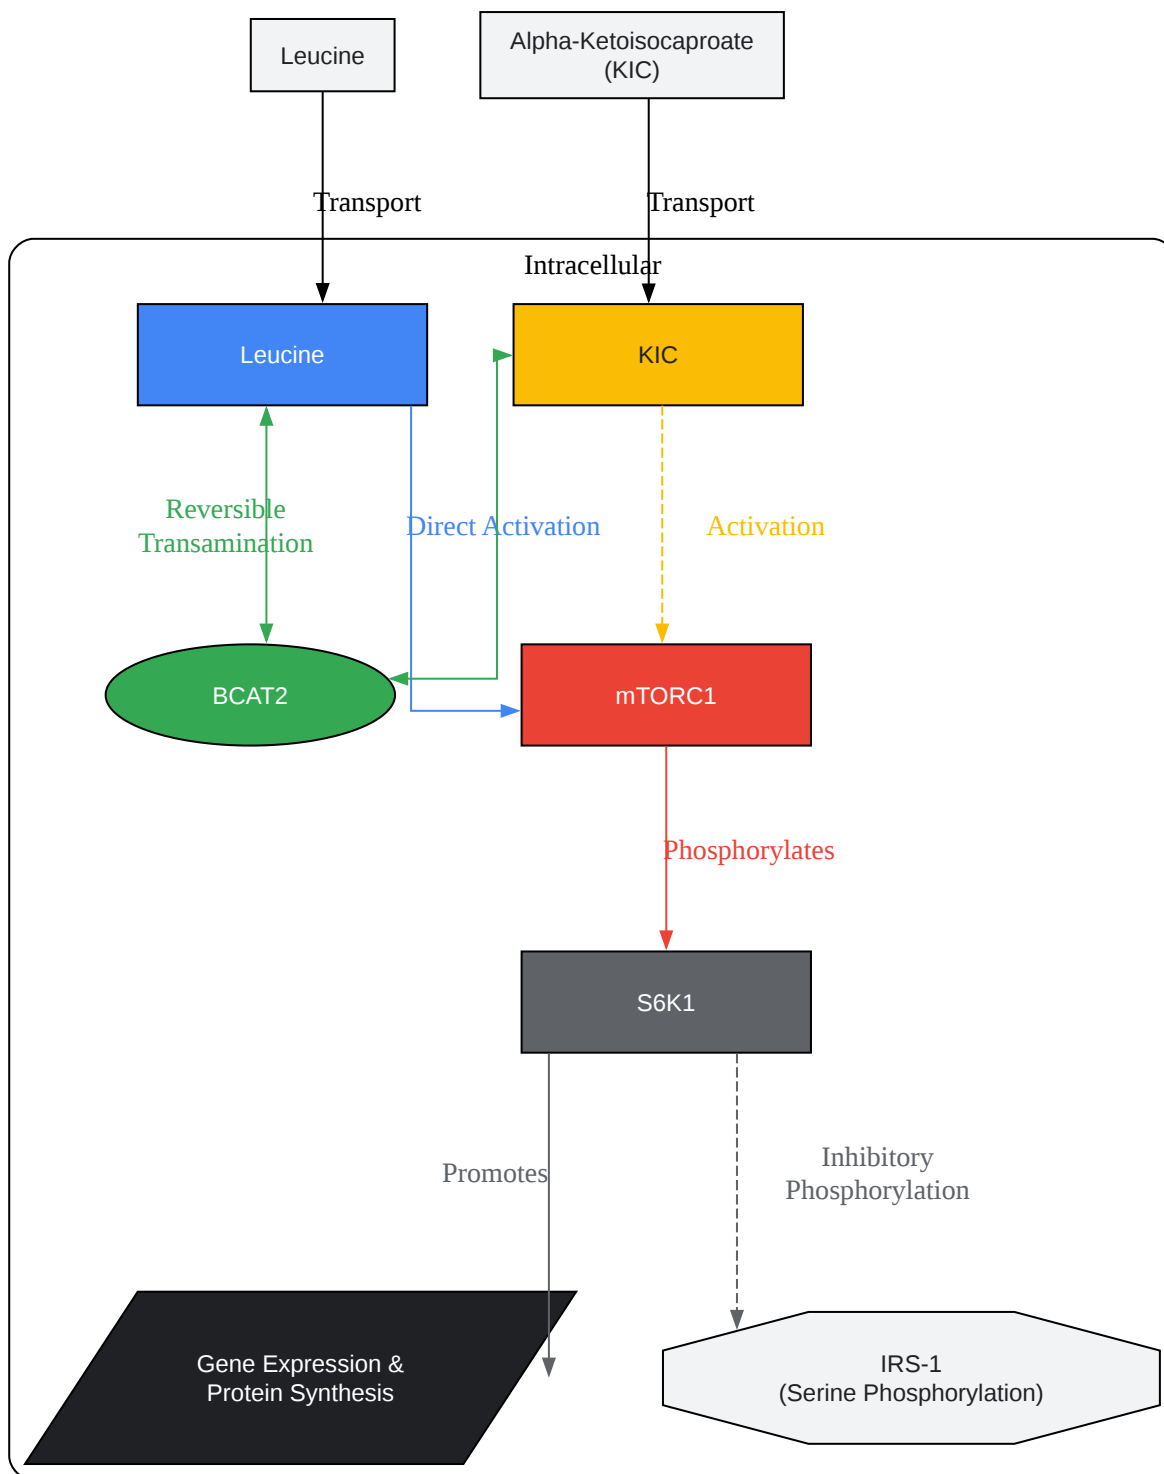 Leucine
Alpha-Ketoisocaproate
(KIC)
Transport
Transport
Intracellular
Leucine
KIC
Reversible
Transamination
Direct Activation
Activation
BCAT2
mTORC1
Phosphorylates
S6K1
Promotes
Inhibitory
Phosphorylation
Gene Expression &
Protein Synthesis
IRS-1
(Serine Phosphorylation)